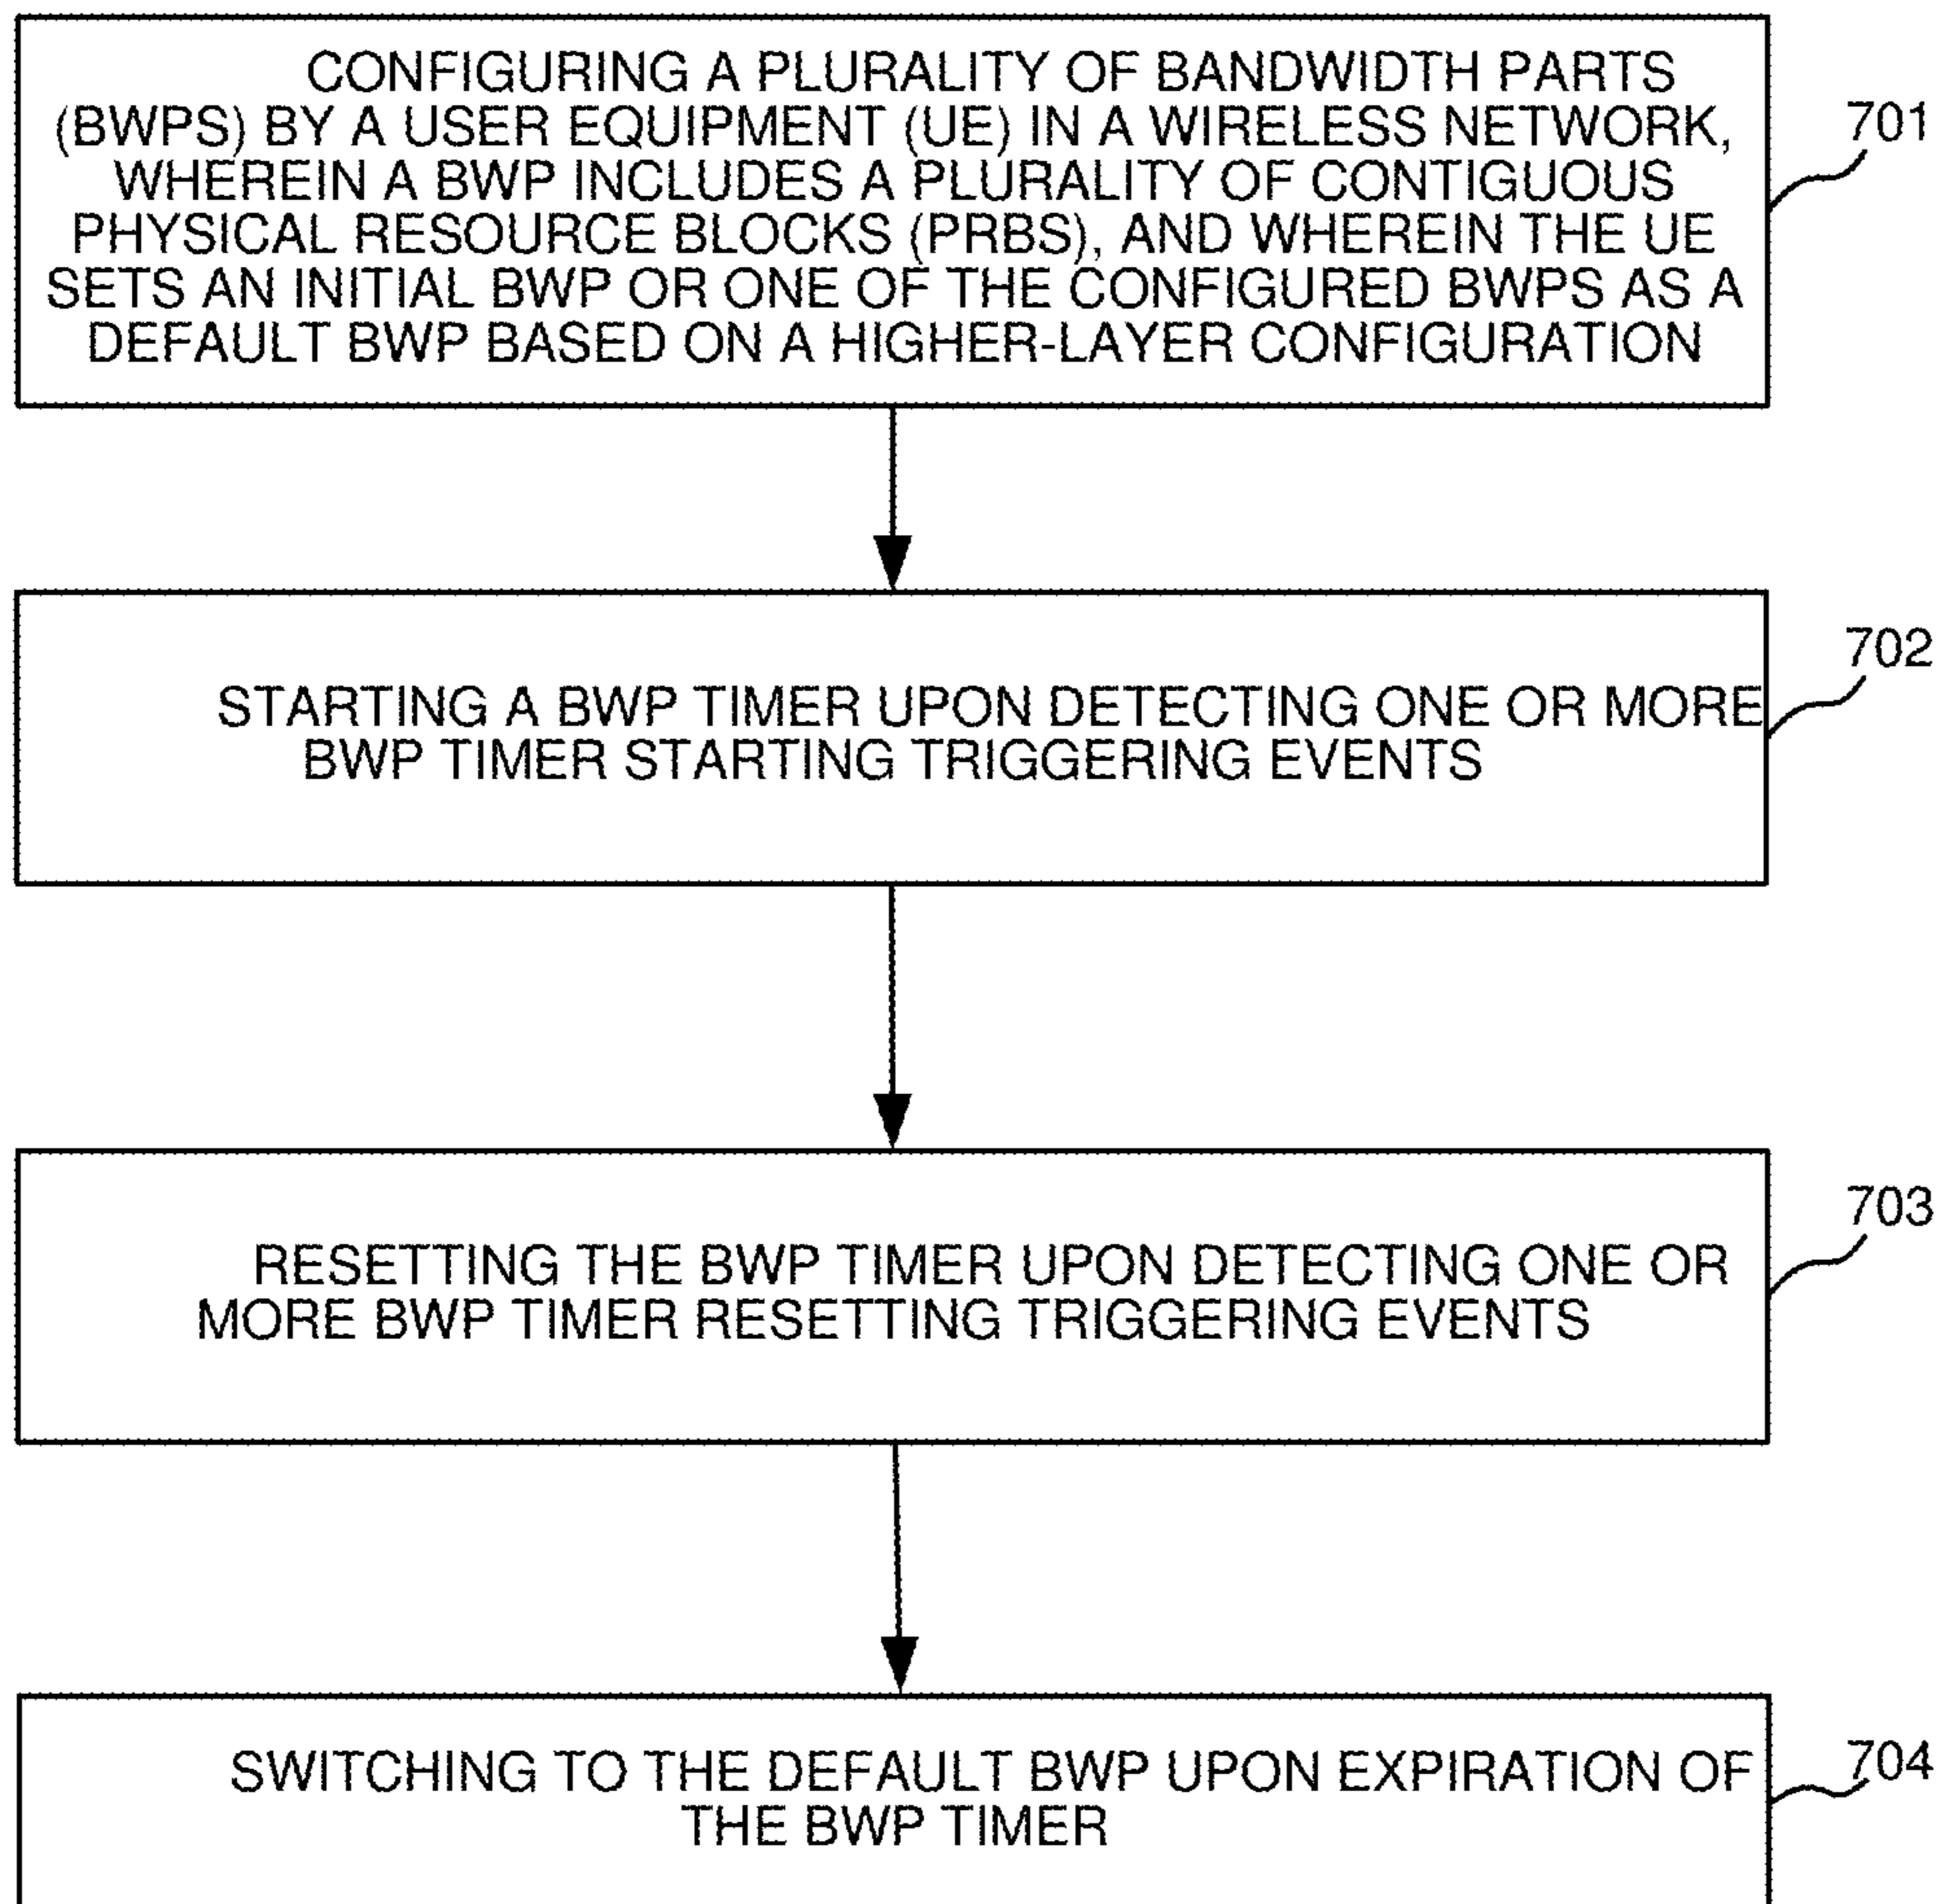 CONFIGURING A PLURALITY OF BANDWIDTH PARTS
(BWPS) BY A USER EQUIPMENT (UE) IN A WIRELESS NETWORK,
WHEREIN A BWP INCLUDES A PLURALITY OF CONTIGUOUS
PHYSICAL RESOURCE BLOCKS (PRBS), AND WHEREIN THE UE
SETS AN INITIAL BWP OR ONE OF THE CONFIGURED BWPS AS A
DEFAULT BWP BASED ON A HIGHER-LAYER CONFIGURATION
701
STARTING A BWP TIMER UPON DETECTING ONE OR MORE
BWP TIMER STARTING TRIGGERING EVENTS
702
RESETTING THE BWP TIMER UPON DETECTING ONE OR
MORE BWP TIMER RESETTING TRIGGERING EVENTS
703
SWITCHING TO THE DEFAULT BWP UPON EXPIRATION OF
THE BWP TIMER
704